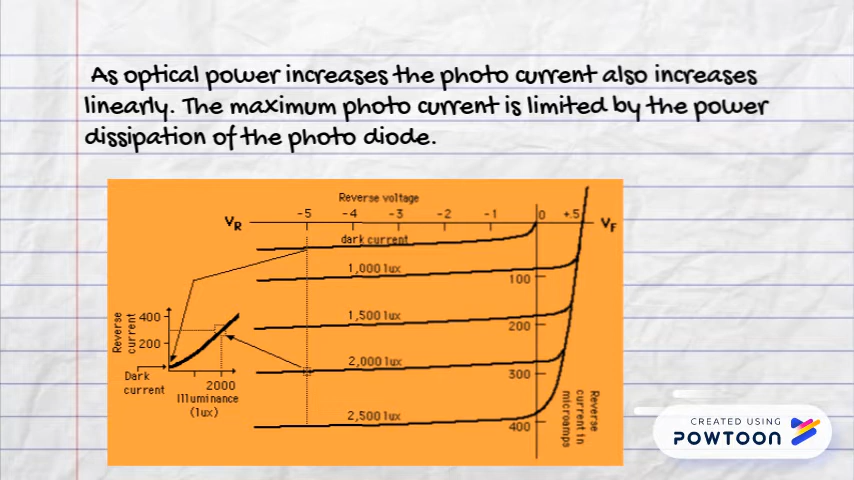 As optical power increases the photo current also increases
linearly. The maximum photo current is limited by the power
dissipation of the photo diode.
Reverse voltage
VR -5 -4 -3 -2 -1 0 +.5 VF
dark current
1,000 lux
100
1,500 lux
200
2,000 lux
300
2,500 lux
400
Reverse
current in
microamps
Reverse
current
400
200
Dark
current
2000
Illuminance
(lux)
CREATED USING
POWTOON